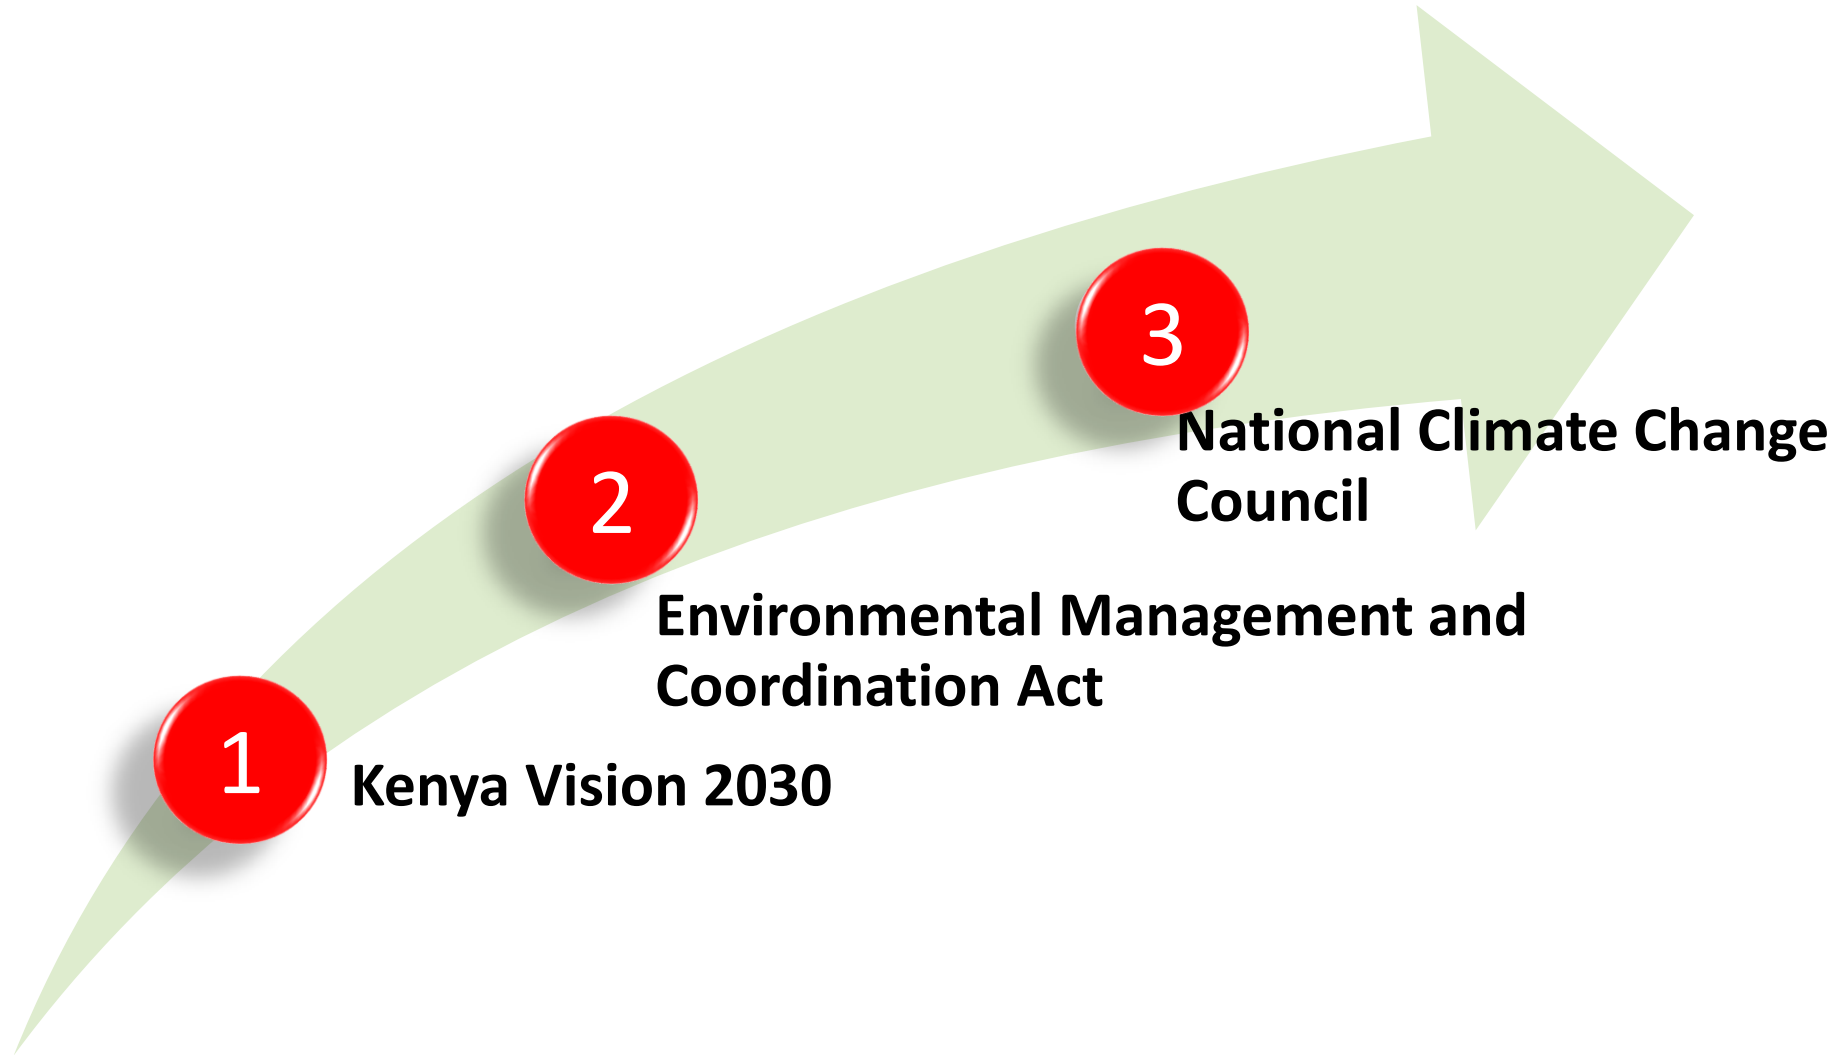 3
National Climate Change
Council
2
Environmental Management and
Coordination Act
1
Kenya Vision 2030